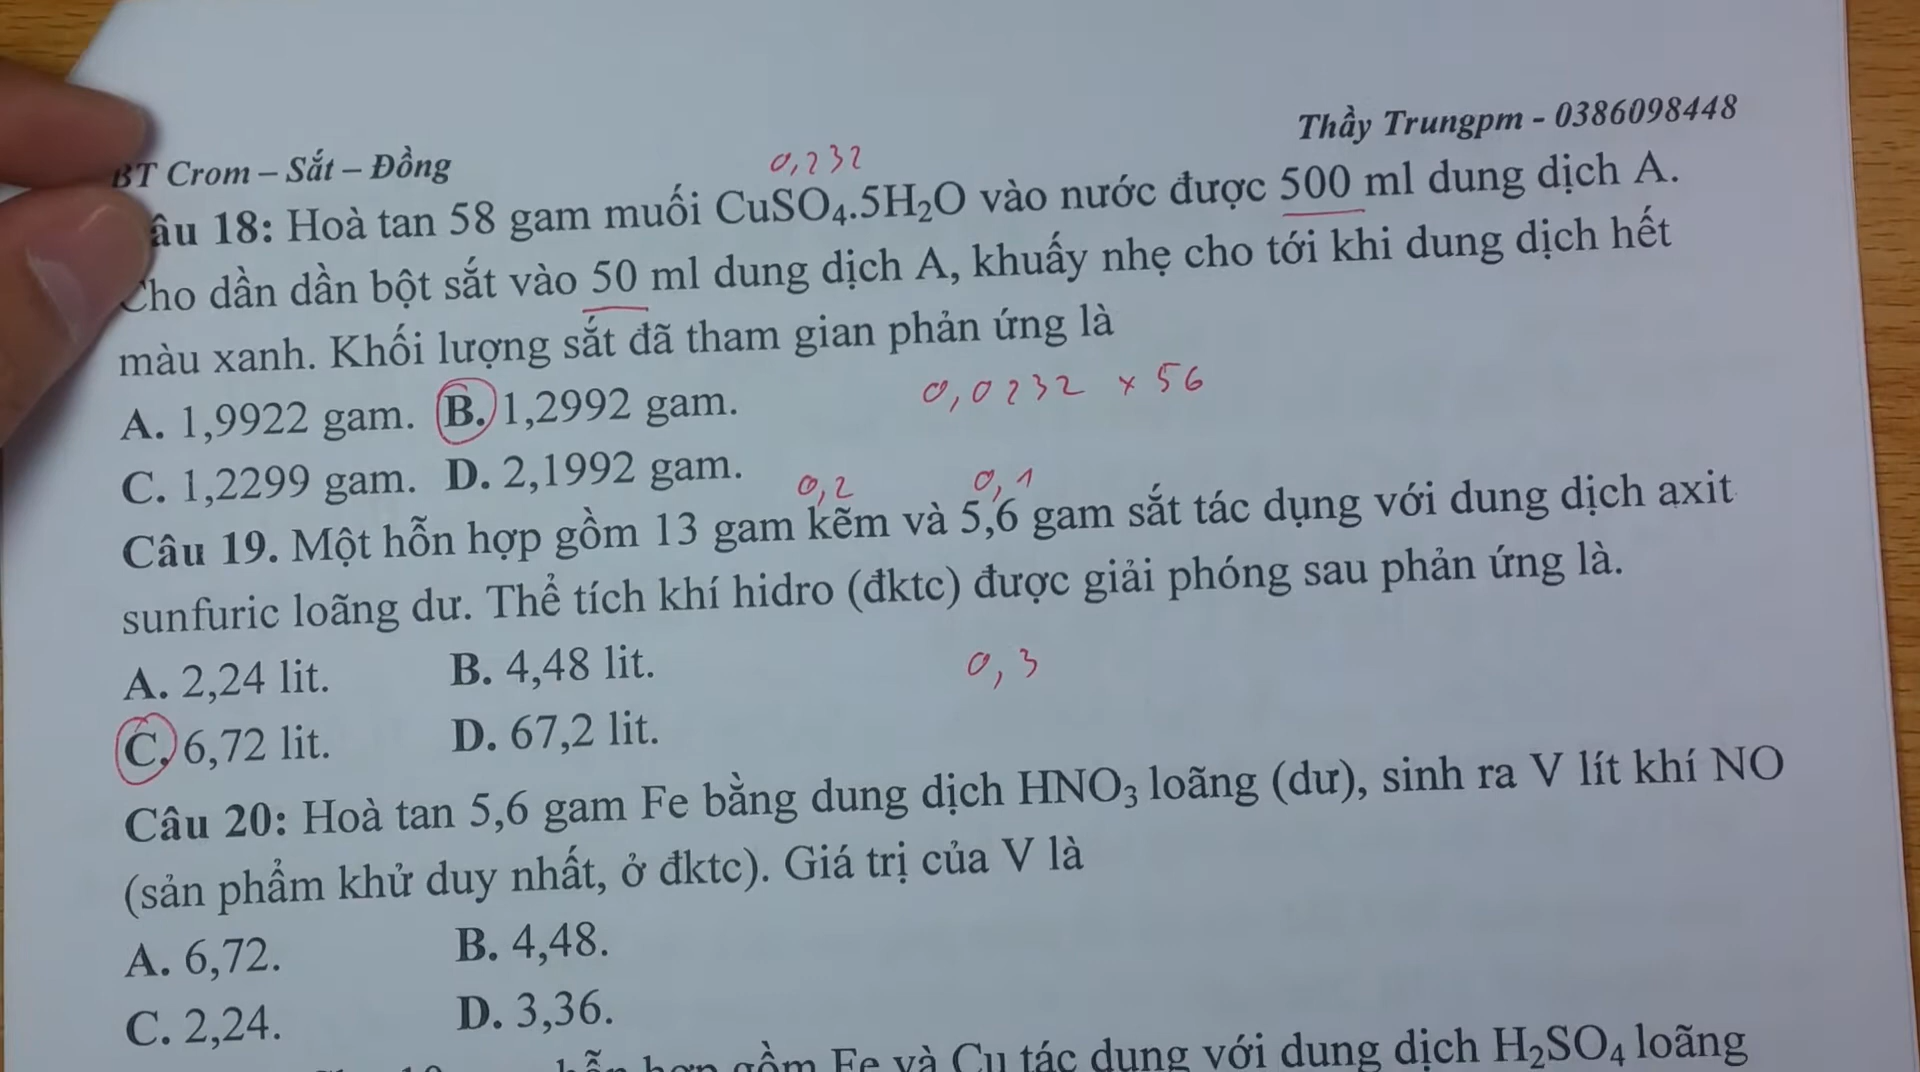 BT Crom – Sắt – Đồng
Thầy Trungpm - 0386098448
0,232
âu 18: Hoà tan 58 gam muối CuSO₄.5H₂O vào nước được 500 ml dung dịch A.
Cho dần dần bột sắt vào 50 ml dung dịch A, khuấy nhẹ cho tới khi dung dịch hết
màu xanh. Khối lượng sắt đã tham gian phản ứng là
0,0232 x 56
A. 1,9922 gam. B. 1,2992 gam.
C. 1,2299 gam. D. 2,1992 gam.
0,2 0,1
Câu 19. Một hỗn hợp gồm 13 gam kẽm và 5,6 gam sắt tác dụng với dung dịch axit
sunfuric loãng dư. Thể tích khí hidro (đktc) được giải phóng sau phản ứng là.
A. 2,24 lit. B. 4,48 lit.
0,3
C. 6,72 lit. D. 67,2 lit.
Câu 20: Hoà tan 5,6 gam Fe bằng dung dịch HNO₃ loãng (dư), sinh ra V lít khí NO
(sản phẩm khử duy nhất, ở đktc). Giá trị của V là
A. 6,72. B. 4,48.
C. 2,24. D. 3,36.
hỗn hợp gồm Fe và Cu tác dụng với dung dịch H₂SO₄ loãng